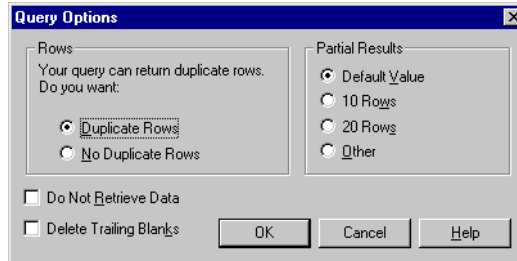 Query Options
Rows
Your query can return duplicate rows.
Do you want:
Duplicate Rows
No Duplicate Rows
Partial Results
Default Value
10 Rows
20 Rows
Other
Do Not Retrieve Data
Delete Trailing Blanks
OK
Cancel
Help